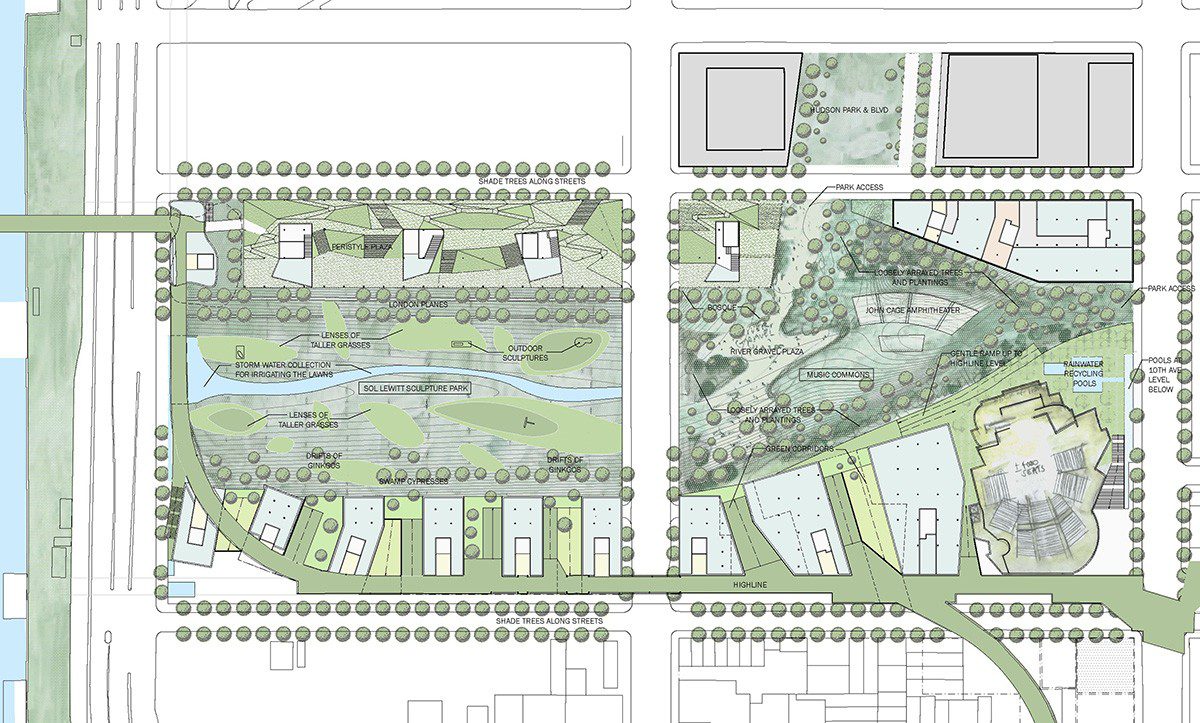 HUDSON PARK & BLVD
SHADE TREES ALONG STREETS
PARK ACCESS
PERISTYLE PLAZA
LOOSELY ARRAYED TREES
AND PLANTINGS
PARK ACCESS
LONDON PLANES
BOSQUE
JOHN CAGE AMPHITEATER
LENSES OF
TALLER GRASSES
OUTDOOR
SCULPTURES
RIVER GRAVEL PLAZA
GENTLE RAMP UP TO
HIGHLINE LEVEL
STORM WATER COLLECTION
FOR IRRIGATING THE LAWNS
SOL LEWITT SCULPTURE PARK
MUSIC COMMONS
RAINWATER
RECYCLING
POOLS
POOLS AT
10TH AVE
LEVEL
BELOW
LENSES OF
TALLER GRASSES
LOOSELY ARRAYED TREES
AND PLANTINGS
GREEN CORRIDORS
DRIFTS OF
GINKGOS
DRIFTS OF
GINKGOS
SWAMP CYPRESSES
SEATS
HIGHLINE
SHADE TREES ALONG STREETS